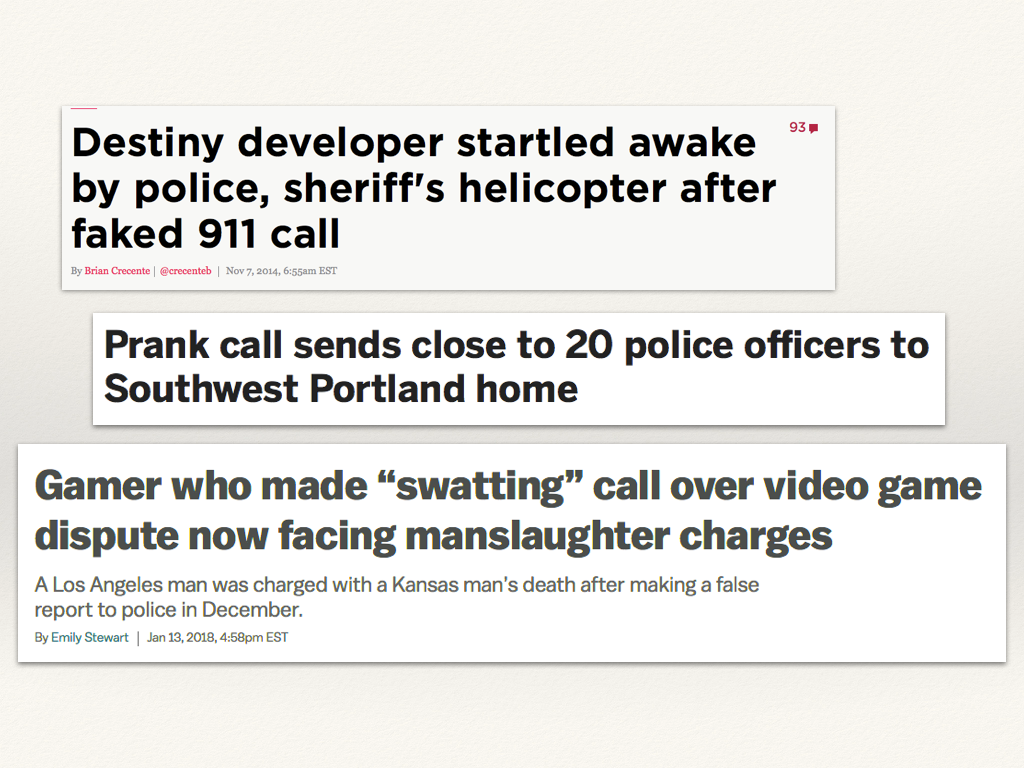 Destiny developer startled awake
93
by police, sheriff's helicopter after
faked 911 call
By Brian Crecente | @crecenteb | Nov 7, 2014, 6:55am EST
Prank call sends close to 20 police officers to
Southwest Portland home
Gamer who made “swatting” call over video game
dispute now facing manslaughter charges
A Los Angeles man was charged with a Kansas man’s death after making a false
report to police in December.
By Emily Stewart | Jan 13, 2018, 4:58pm EST